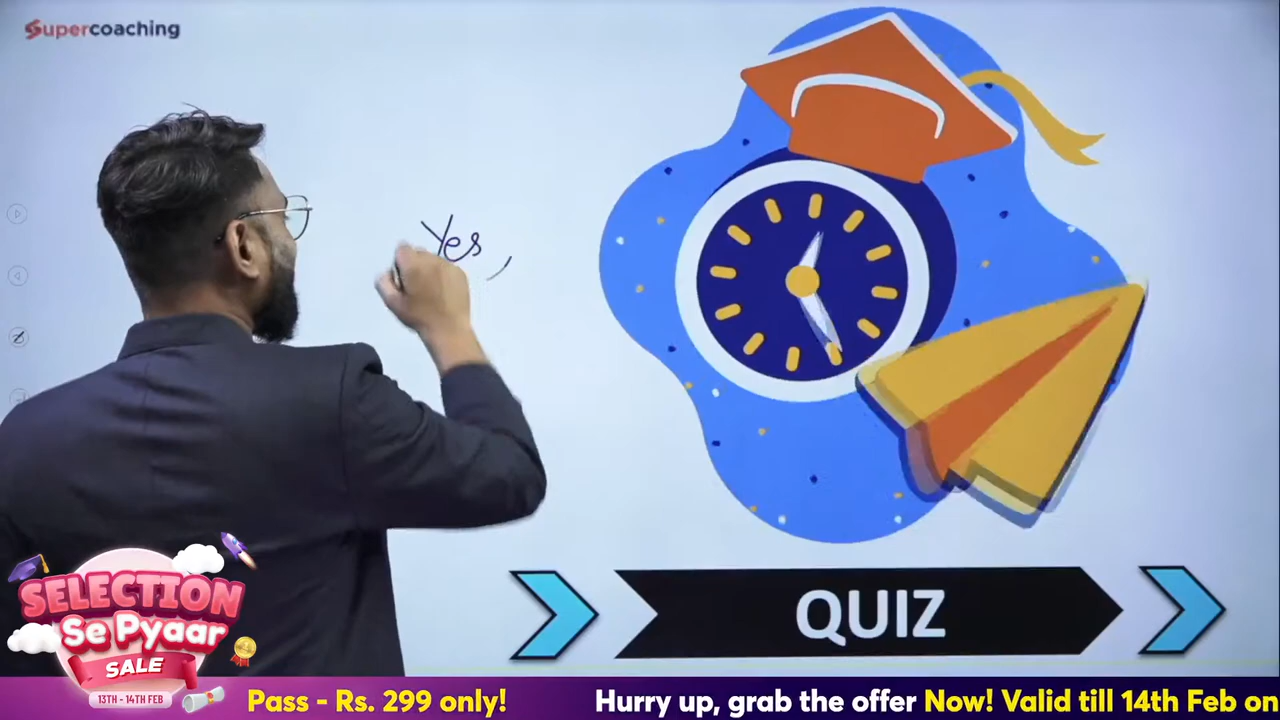 Supercoaching
Yes,
QUIZ
SELECTION
Se Pyaar
SALE
13TH - 14TH FEB
Pass - Rs. 299 only!
Hurry up, grab the offer Now! Valid till 14th Feb on